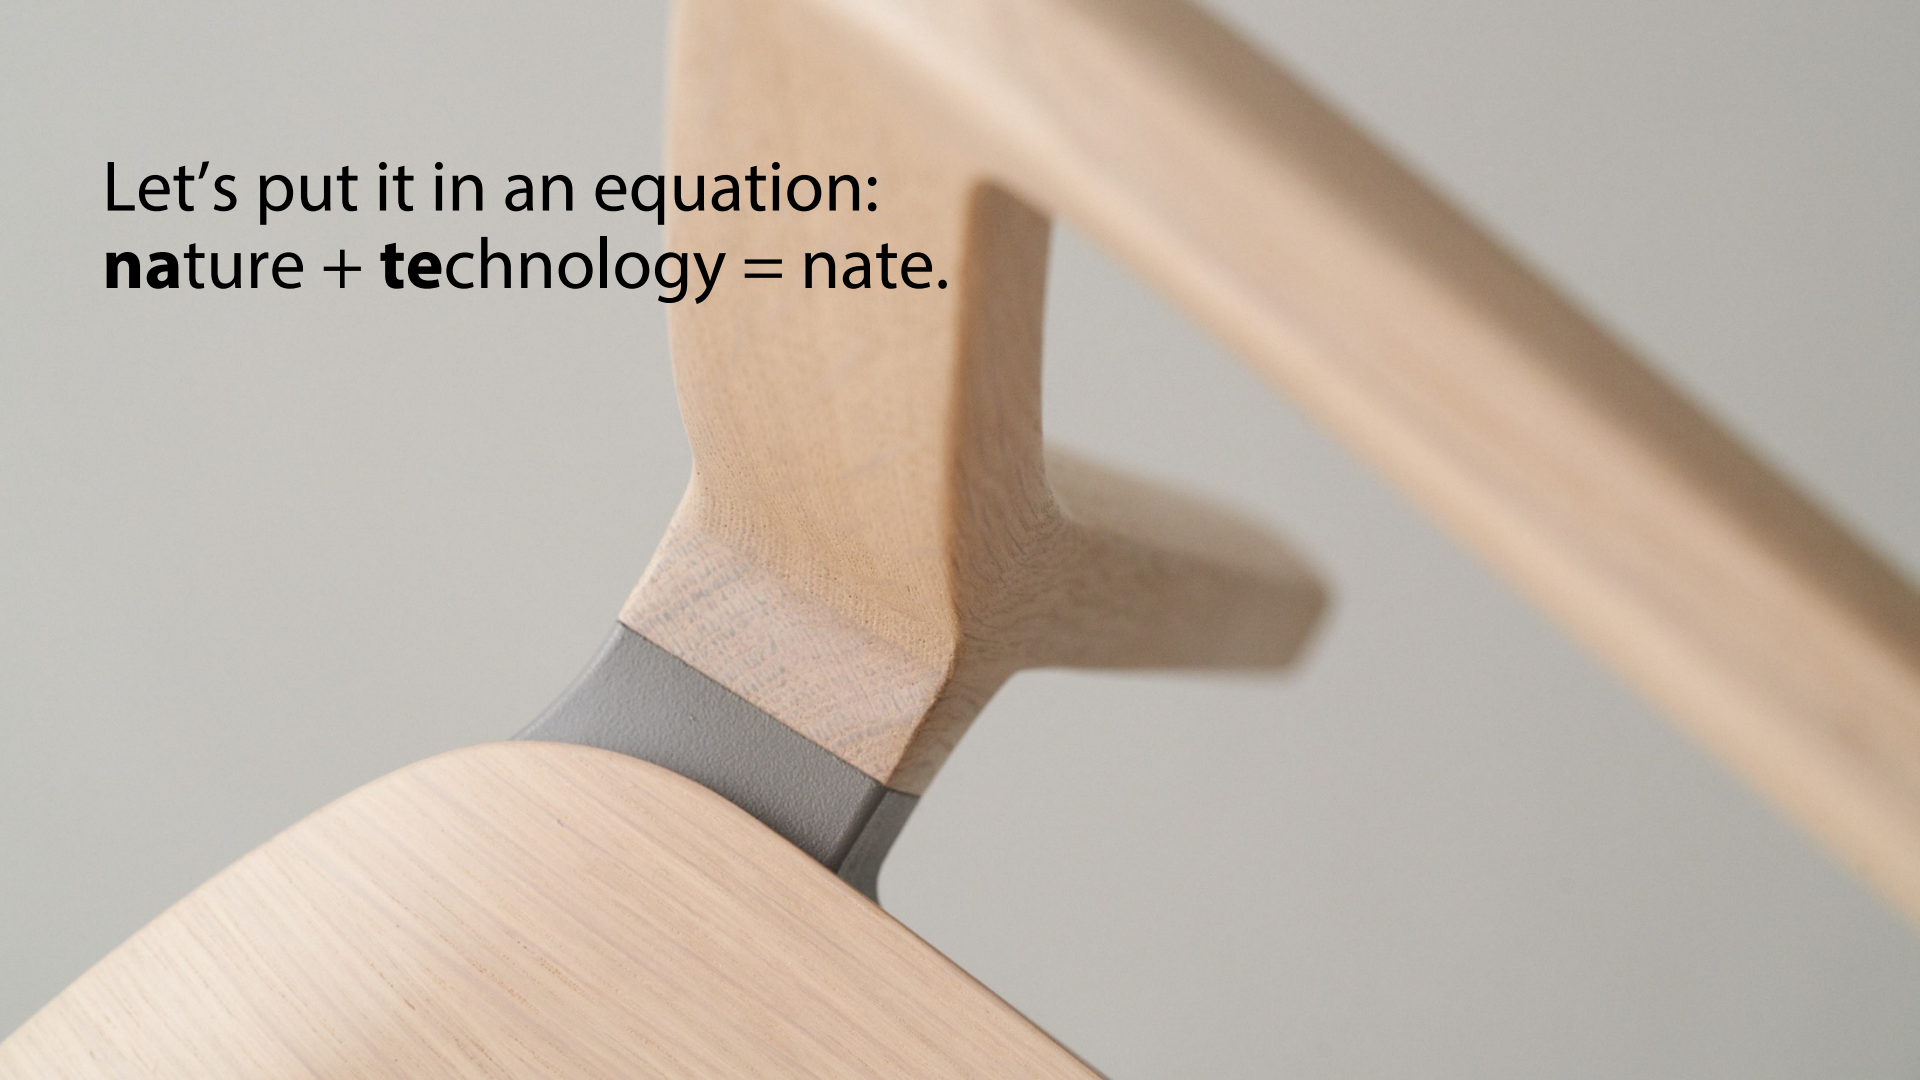 Let’s put it in an equation:
nature + technology = nate.